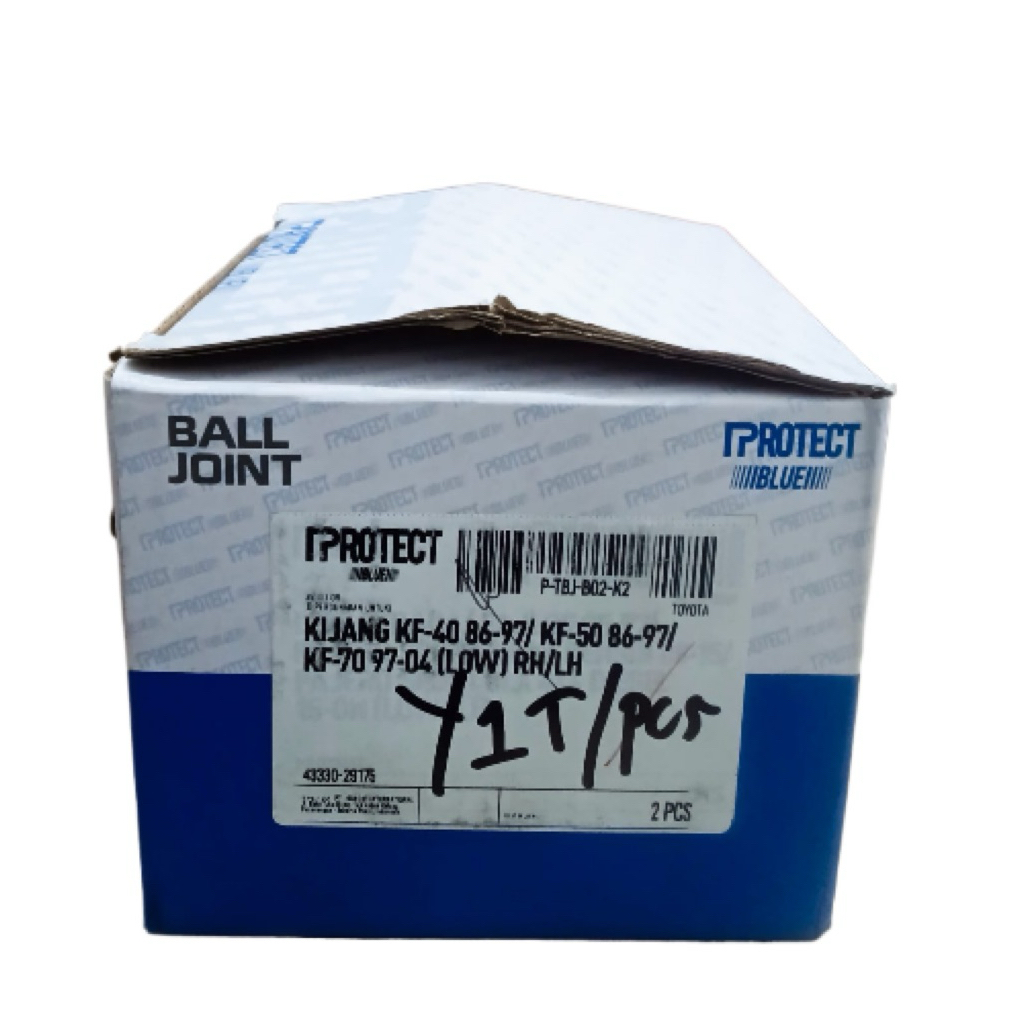 BALL
JOINT
PROTECT
BLUE
PROTECT
BLUE
P-TBJ-B02-K2
TOYOTA
KIJANG KF-40 86-97/ KF-50 86-97/
KF-70 97-04 (LOW) RH/LH
Y1T/pcs
43330-29175
2 PCS